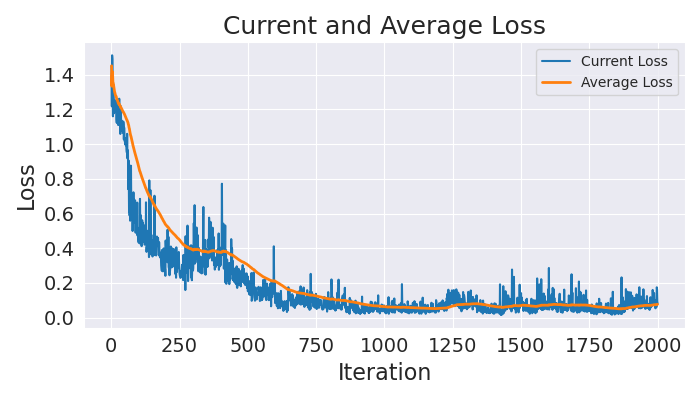 Current and Average Loss
Current Loss
Average Loss
Loss
1.4
1.2
1.0
0.8
0.6
0.4
0.2
0.0
0 250 500 750 1000 1250 1500 1750 2000
Iteration